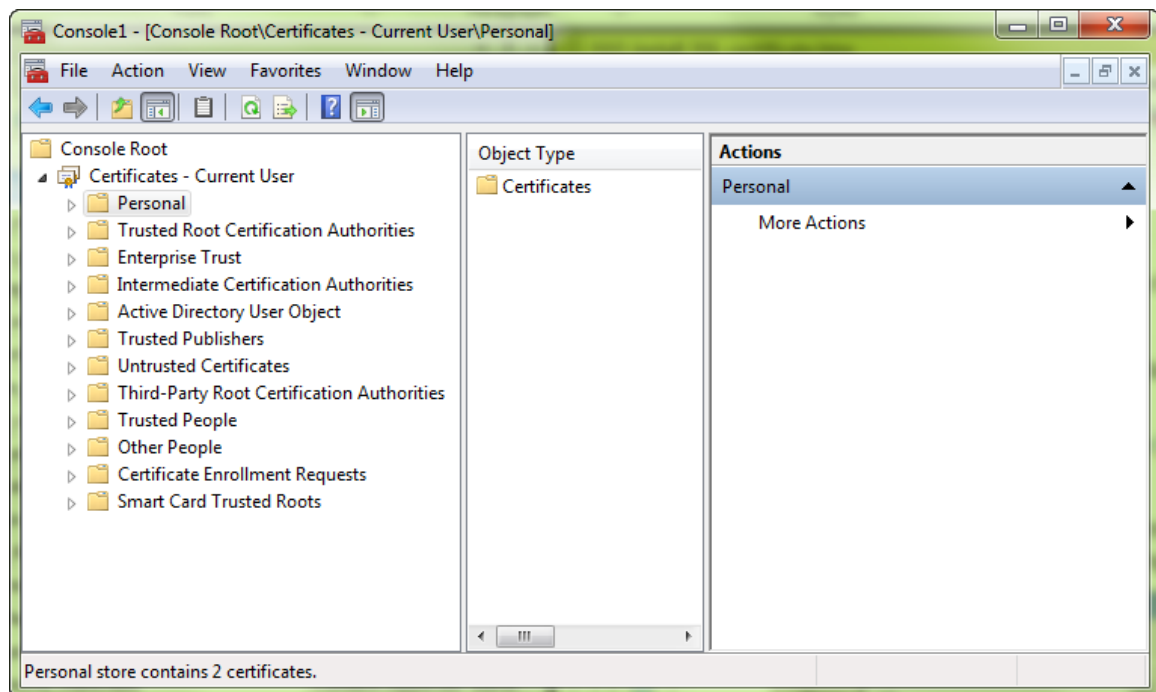 Console1 - [Console Root\Certificates - Current User\Personal]
File Action View Favorites Window Help
Console Root
Certificates - Current User
Personal
Trusted Root Certification Authorities
Enterprise Trust
Intermediate Certification Authorities
Active Directory User Object
Trusted Publishers
Untrusted Certificates
Third-Party Root Certification Authorities
Trusted People
Other People
Certificate Enrollment Requests
Smart Card Trusted Roots
Object Type
Certificates
Actions
Personal
More Actions
Personal store contains 2 certificates.